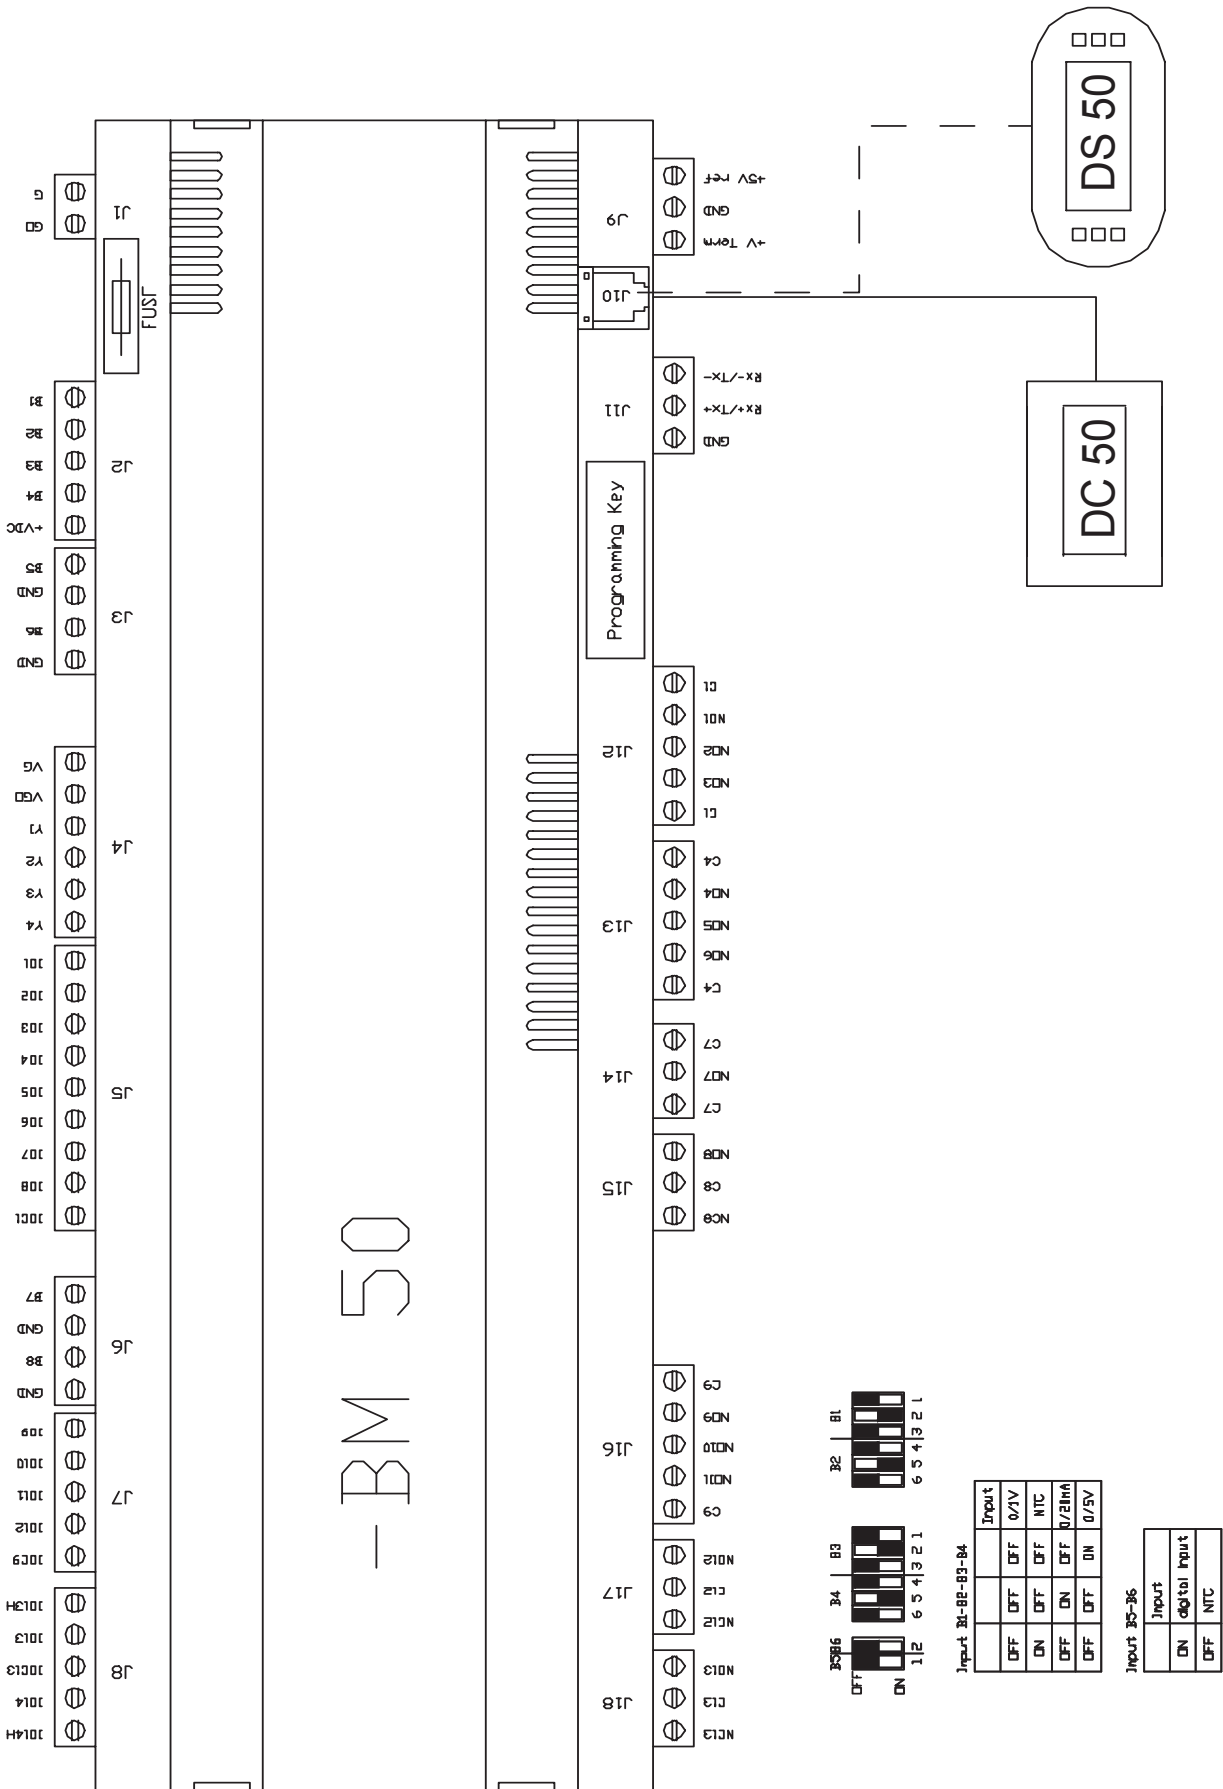 G
G0
J1
FUSE
B1
B2
B3
B4
+VDC
J2
B5
GND
B6
GND
J3
VG
VG0
Y1
Y2
Y3
Y4
J4
ID1
ID2
ID3
ID4
ID5
ID6
ID7
ID8
IDC1
J5
B7
GND
B8
GND
J6
ID9
ID10
ID11
ID12
IDC9
J7
ID13H
ID13
IDC13
ID14
ID14H
J8
BM 50
+5V ref
GND
+V Term
J9
J10
Rx-/Tx-
Rx+/Tx+
GND
J11
Programming Key
C1
NO1
NO2
NO3
C1
J12
C4
NO4
NO5
NO6
C4
J13
C7
NO7
C7
J14
NO8
C8
NC8
J15
C9
NO9
NO10
NO11
C9
J16
NO12
C12
NC12
J17
NO13
C13
NC13
J18
DS 50
DC 50
B5B6
OFF
ON
1 2
B4 B3
6 5 4 3 2 1
B2 B1
6 5 4 3 2 1
Input B1-B2-B3-B4
Input
OFF OFF OFF 0/1V
ON OFF OFF NTC
OFF ON OFF 0/20mA
OFF OFF ON 0/5V
Input B5-B6
Input
ON digital input
OFF NTC